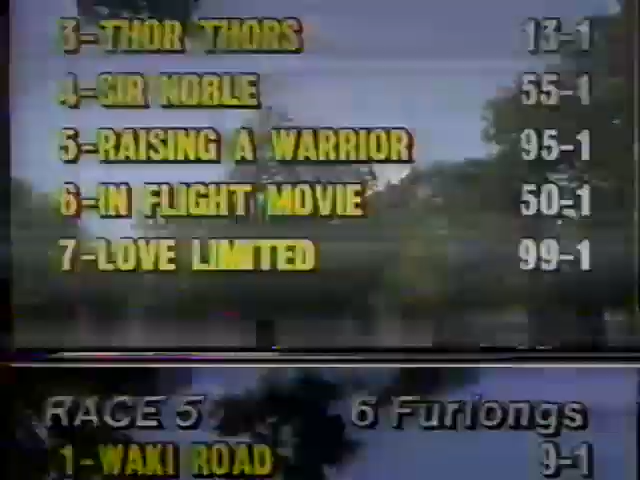 3-THOR THORS 13-1
4-SIR NOBLE 55-1
5-RAISING A WARRIOR 95-1
6-IN FLIGHT MOVIE 50-1
7-LOVE LIMITED 99-1
RACE 5 6 Furlongs
1-WAKI ROAD 9-1